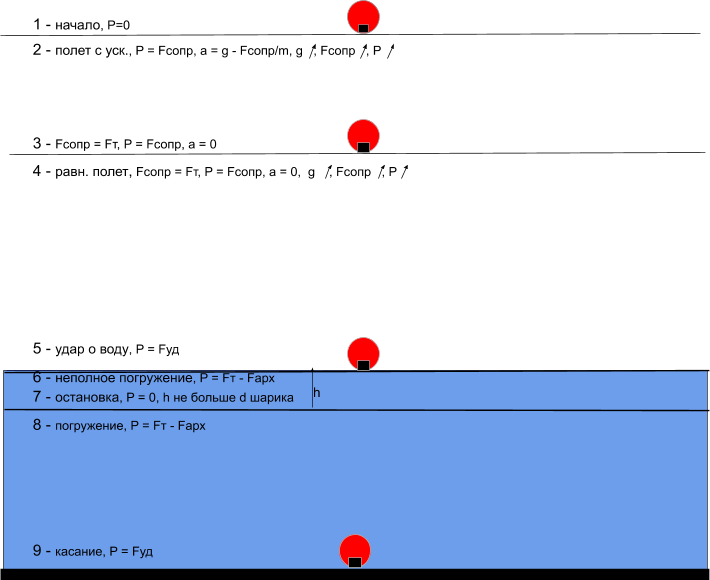 1 - начало, P=0
2 - полет с уск., P = Fсопр, a = g - Fсопр/m, g ↗, Fсопр ↗, P ↗
3 - Fсопр = Fт, P = Fсопр, a = 0
4 - равн. полет, Fсопр = Fт, P = Fсопр, a = 0, g ↗, Fсопр ↗, P ↗
5 - удар о воду, P = Fуд
6 - неполное погружение, P = Fт - Fарх
7 - остановка, P = 0, h не больше d шарика
h
8 - погружение, P = Fт - Fарх
9 - касание, P = Fуд